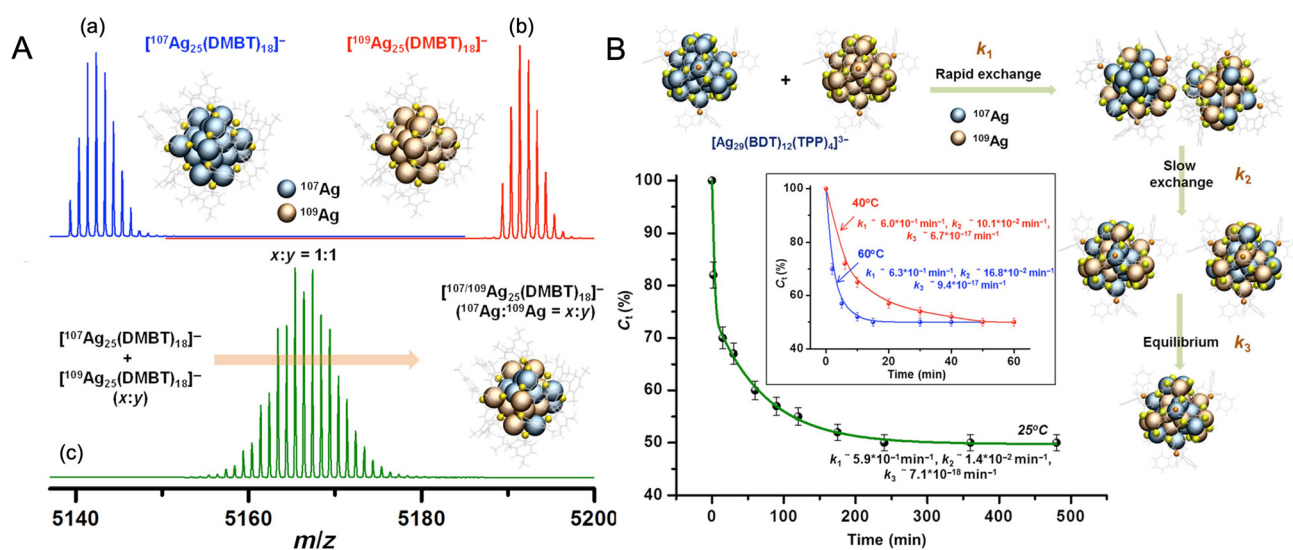 A
(a)
(b)
[¹⁰⁷Ag₂₅(DMBT)₁₈]⁻
[¹⁰⁹Ag₂₅(DMBT)₁₈]⁻
¹⁰⁷Ag
¹⁰⁹Ag
x:y = 1:1
[¹⁰⁷Ag₂₅(DMBT)₁₈]⁻
+
[¹⁰⁹Ag₂₅(DMBT)₁₈]⁻
(x:y)
[¹⁰⁷/¹⁰⁹Ag₂₅(DMBT)₁₈]⁻
(¹⁰⁷Ag:¹⁰⁹Ag = x:y)
(c)
5140 5160 5180 5200
m/z
B
+
k₁
Rapid exchange
¹⁰⁷Ag
¹⁰⁹Ag
[Ag₂₉(BDT)₁₂(TPP)₄]³⁻
Slow
exchange
k₂
Equilibrium
k₃
100
90
80
70
60
50
40
Cₜ (%)
0 100 200 300 400 500
Time (min)
25°C
k₁ ~ 5.9*10⁻¹min⁻¹, k₂ ~ 1.4*10⁻² min⁻¹,
k₃ ~ 7.1*10⁻¹⁸ min⁻¹
100
90
80
70
60
50
40
Cₜ (%)
40°C
k₁ ~ 6.0*10⁻¹ min⁻¹, k₂ ~ 10.1*10⁻² min⁻¹,
k₃ ~ 6.7*10⁻¹⁷ min⁻¹
60°C
k₁ ~ 6.3*10⁻¹ min⁻¹, k₂ ~ 16.8*10⁻² min⁻¹
k₃ ~ 9.4*10⁻¹⁷ min⁻¹
0 10 20 30 40 50 60
Time (min)